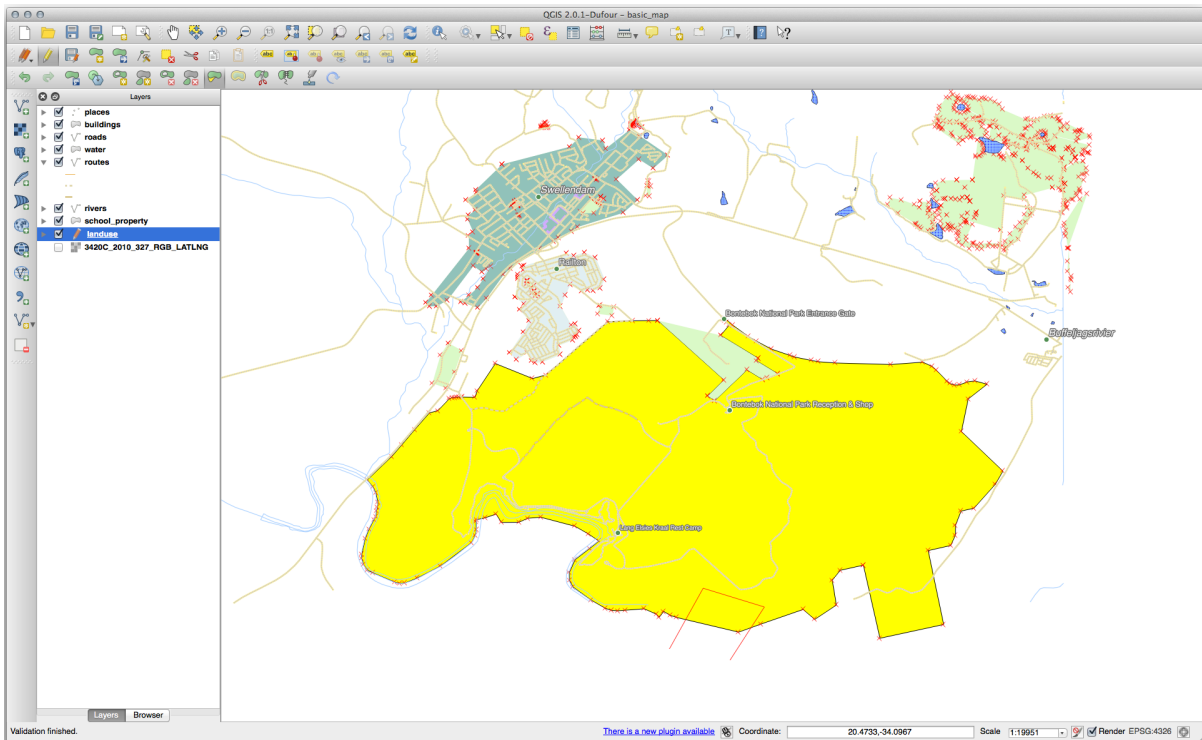 QGIS 2.0.1-Dufour - basic_map
Layers
places
buildings
roads
water
routes
rivers
school_property
landuse
3420C_2010_327_RGB_LATLNG
Swellendam
Railton
Bontebok National Park Entrance Gate
Buffeljagsrivier
Bontebok National Park Reception & Shop
Lang Elsies Kraal Rest Camp
Layers
Browser
Validation finished.
There is a new plugin available
Coordinate:
20.4733,-34.0967
Scale
1:19951
Render
EPSG:4326